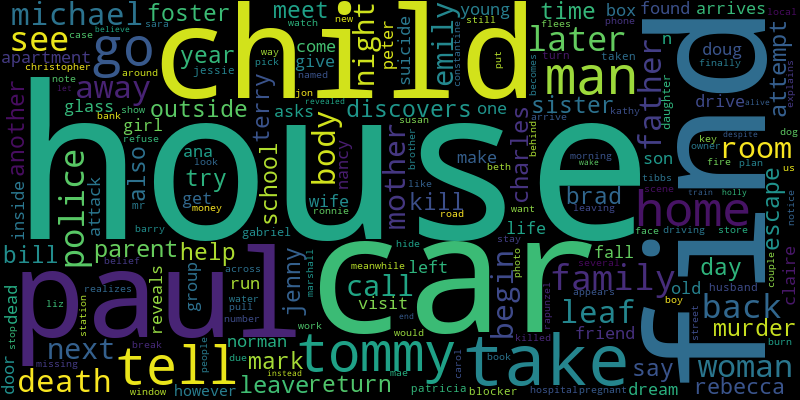 michael foster meet night young time box found arrives
sara watch new phone local
see case believe go child still doug n finally
apartment christopher around year jessie come give peter suicide emily constantine put later man father turn taken attempt explains
note let away terry outside discovers one sister flees drive daughter alive
another glass show bank girl asks susan becomes named way pick jon revealed arrive kathy key despite dog
house find
inside also police refuse ana look try get money school body nancy mother brother kill charles make beth morning wake son owner fire plan room us
attack mr barry ronnie wife like road want behind brad tibbs scene train holly notice escape
gabriel life leaving face driving store home
bill parent help hide stay photo fall several couple claire
belief across meanwhile left car family day husband
paul dead reveals group run jenny marshall call visit begin appears old boy back
door stop liz realizes station water pull number leaf friend street murder
next break norman work would end rapunzel killed say woman burn
missing tell people due mark tommy carol take dream rebecca
death window however instead leave return mae patricia book blocker hospital pregnant